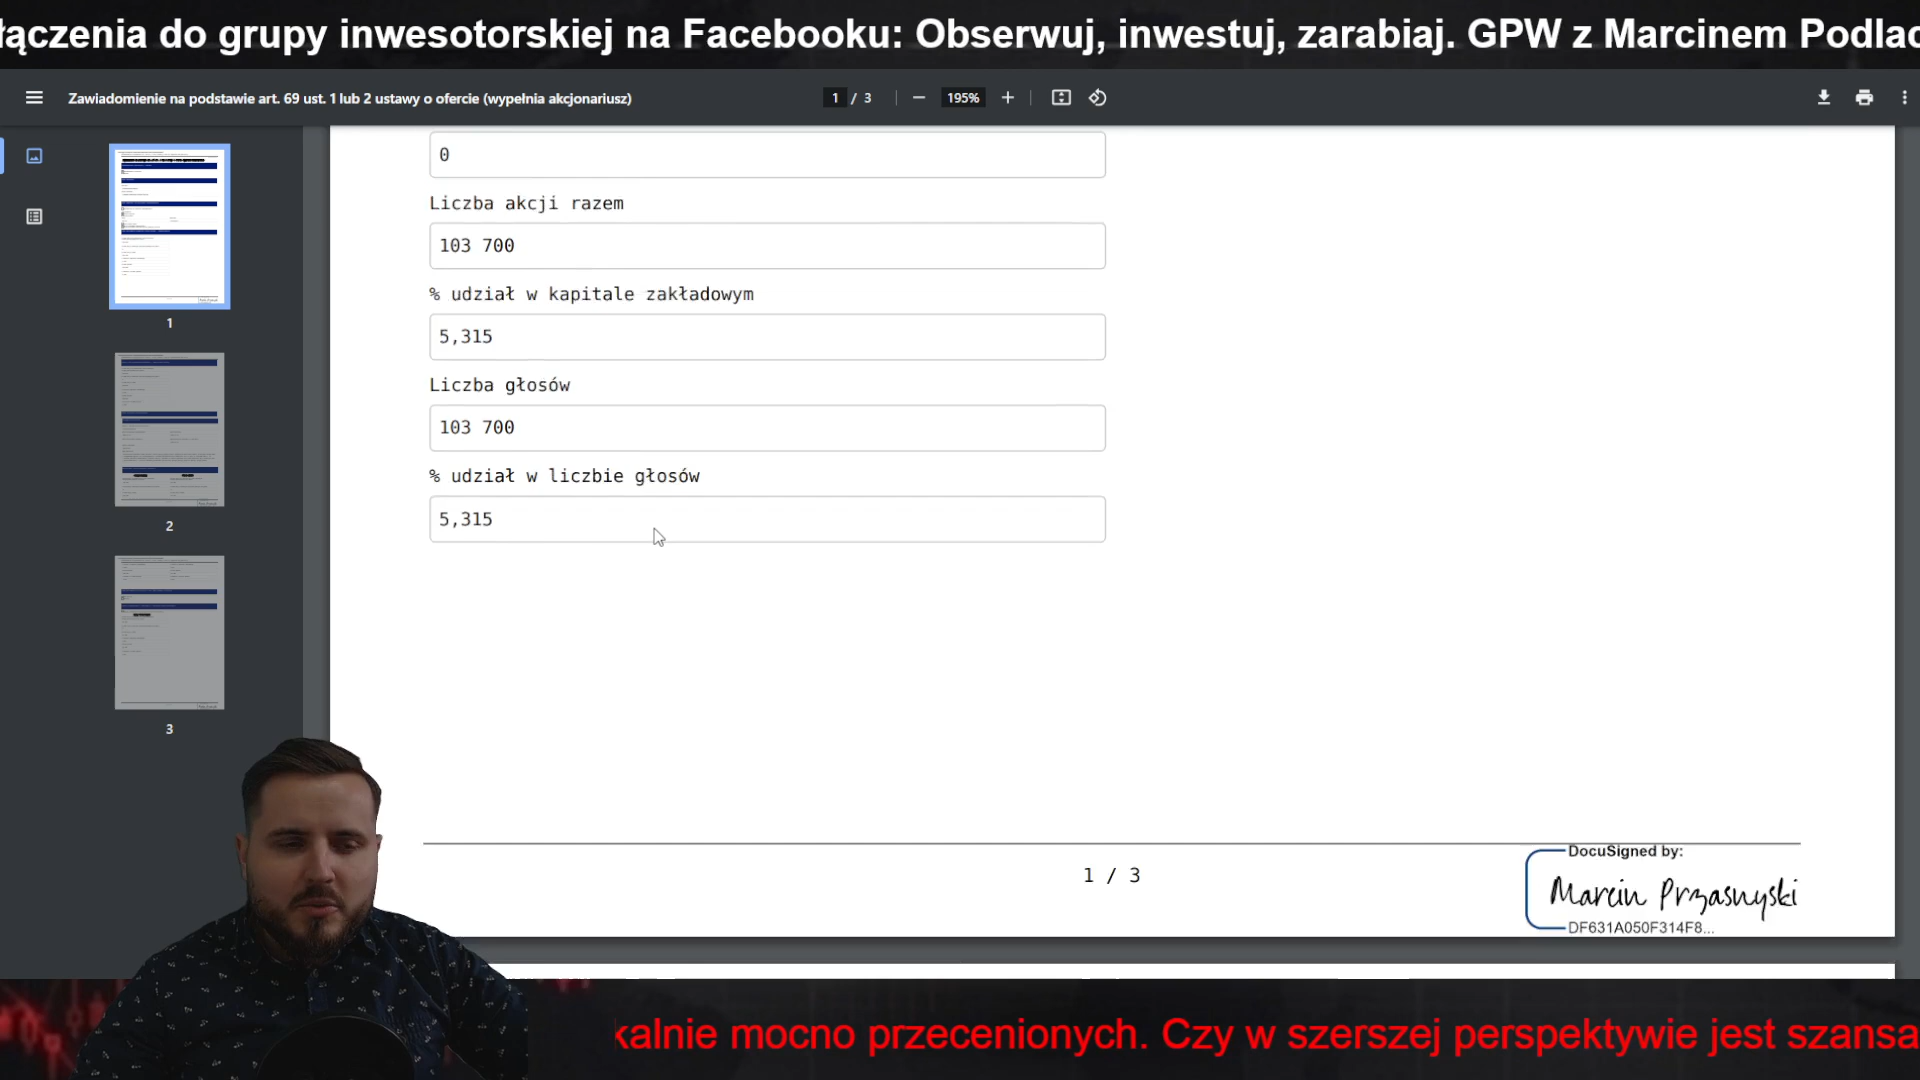 łączenia do grupy inwesotorskiej na Facebooku: Obserwuj, inwestuj, zarabiaj. GPW z Marcinem Podlac
Zawiadomienie na podstawie art. 69 ust. 1 lub 2 ustawy o ofercie (wypełnia akcjonariusz)
1 / 3
195%
0
Liczba akcji razem
103 700
% udział w kapitale zakładowym
5,315
Liczba głosów
103 700
% udział w liczbie głosów
5,315
1
2
3
1 / 3
DocuSigned by:
Marcin Przasnyski
DF631A050F314F8...
kalnie mocno przecenionych. Czy w szerszej perspektywie jest szansa